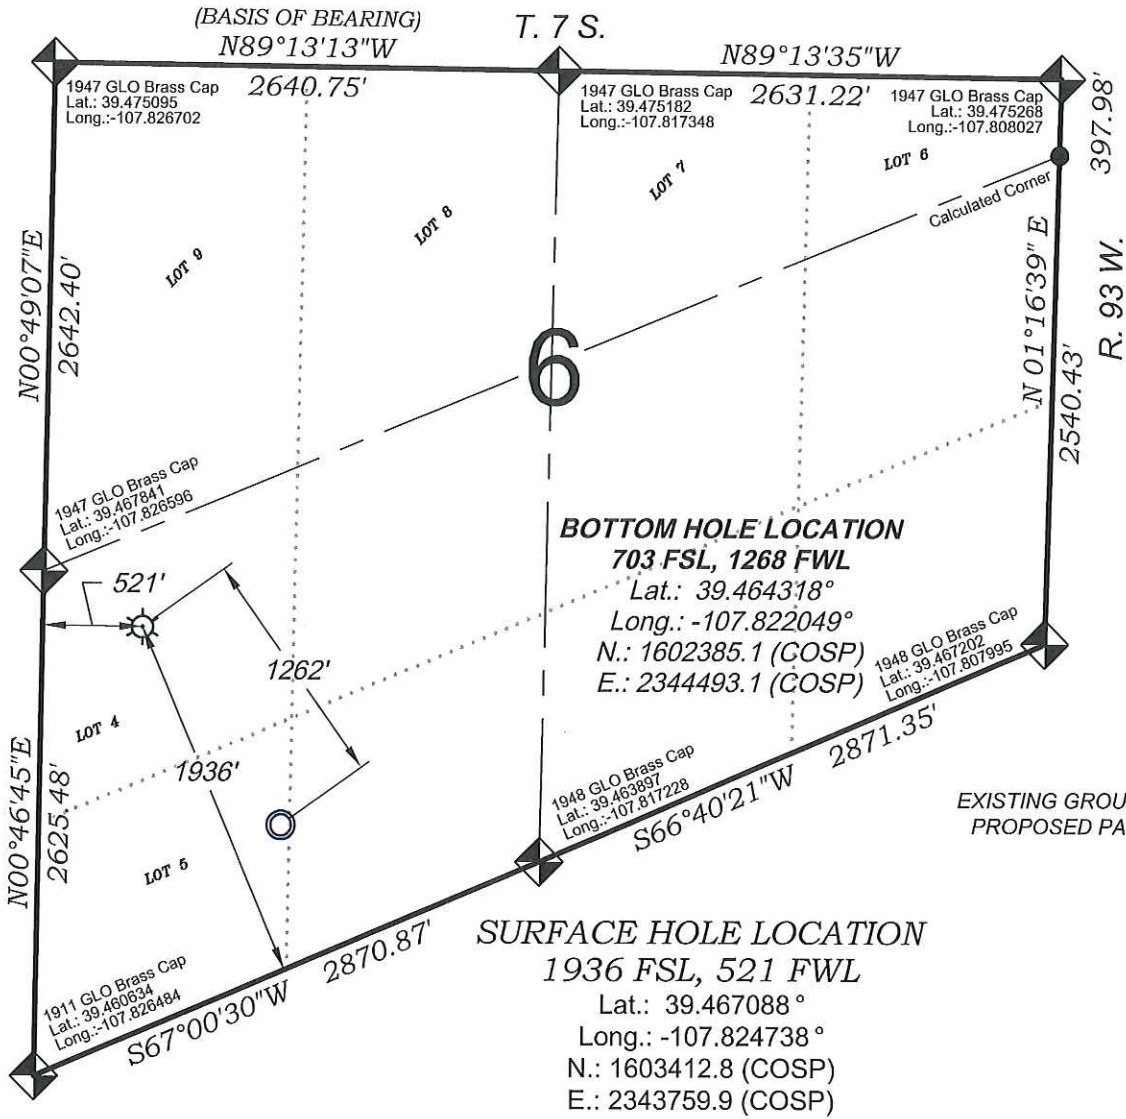 (BASIS OF BEARING)
T. 7 S.
N89°13'13"W
N89°13'35"W
2640.75'
2631.22'
1947 GLO Brass Cap
Lat.: 39.475095
Long.:-107.826702
1947 GLO Brass Cap
Lat.: 39.475182
Long.:-107.817348
1947 GLO Brass Cap
Lat.: 39.475268
Long.:-107.808027
397.98'
LOT 9
LOT 8
LOT 7
LOT 6
Calculated Corner
N00°49'07"E
2642.40'
6
N 01°16'39" E
2540.43'
R. 93 W.
1947 GLO Brass Cap
Lat.: 39.467841
Long.:-107.826596
521'
1262'
BOTTOM HOLE LOCATION
703 FSL, 1268 FWL
Lat.: 39.464318°
Long.: -107.822049°
N.: 1602385.1 (COSP)
E.: 2344493.1 (COSP)
1948 GLO Brass Cap
Lat.: 39.467202
Long.:-107.807995
LOT 4
1936'
N00°46'45"E
2625.48'
LOT 5
1948 GLO Brass Cap
Lat.: 39.463897
Long.:-107.817228
S66°40'21"W
2871.35'
EXISTING GROU
PROPOSED PA
1911 GLO Brass Cap
Lat.: 39.460634
Long.:-107.826484
S67°00'30"W
2870.87'
SURFACE HOLE LOCATION
1936 FSL, 521 FWL
Lat.: 39.467088°
Long.: -107.824738°
N.: 1603412.8 (COSP)
E.: 2343759.9 (COSP)